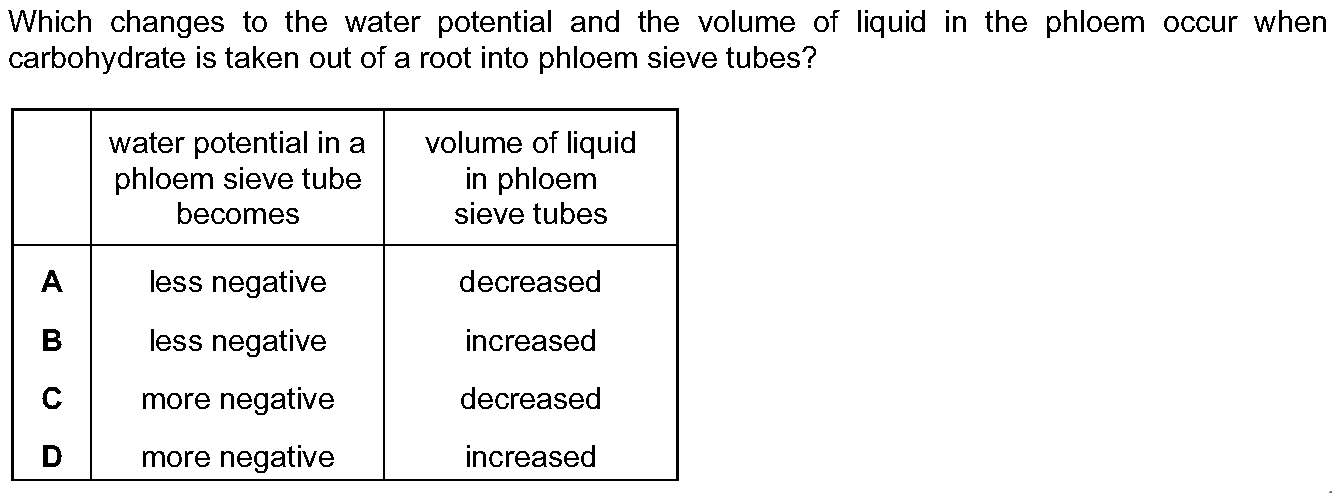 Which changes to the water potential and the volume of liquid in the phloem occur when
carbohydrate is taken out of a root into phloem sieve tubes?
water potential in a
phloem sieve tube
becomes
volume of liquid
in phloem
sieve tubes
A less negative decreased
B less negative increased
C more negative decreased
D more negative increased